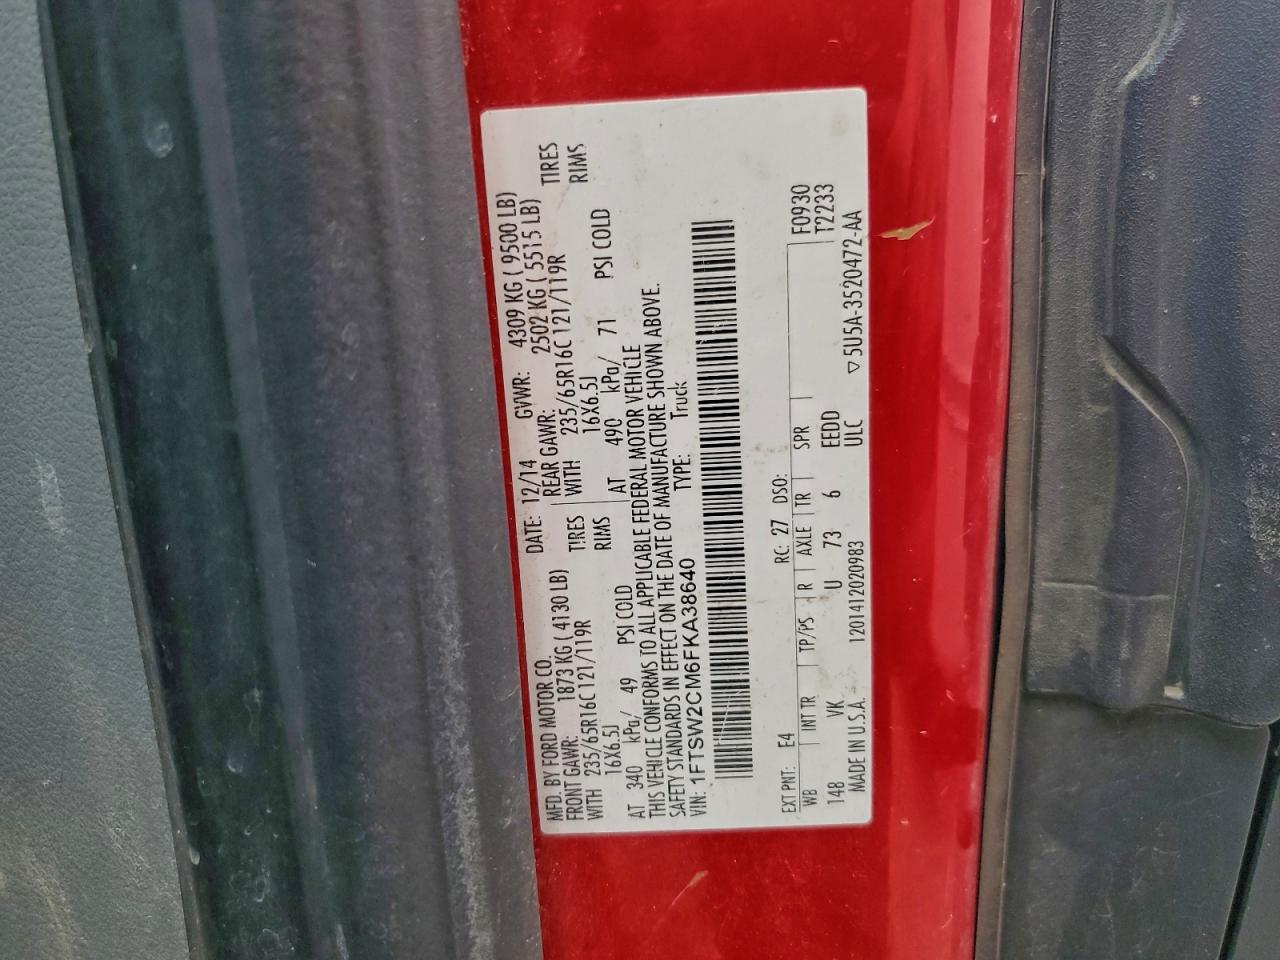 MFD. BY FORD MOTOR CO.
DATE: 12/14 GVWR: 4309 KG ( 9500 LB)
FRONT GAWR: 1873 KG ( 4130 LB)
REAR GAWR: 2502 KG ( 5515 LB)
WITH 235/65R16C 121/119R TIRES
WITH 235/65R16C 121/119R TIRES
16X6.5J RIMS
16X6.5J RIMS
AT 340 kPa/ 49 PSI COLD
AT 490 kPa/ 71 PSI COLD
THIS VEHICLE CONFORMS TO ALL APPLICABLE FEDERAL MOTOR VEHICLE
SAFETY STANDARDS IN EFFECT ON THE DATE OF MANUFACTURE SHOWN ABOVE.
VIN: 1FTSW2CM6FKA38640
TYPE: Truck
EXT PNT: E4 RC: 27 DSO: F0930
WB INT TR TP/PS R AXLE TR SPR T2233
148 VK U 73 6 EEDD
MADE IN U.S.A. 1201412020983 ULC ▽5U5A-3520472-AA